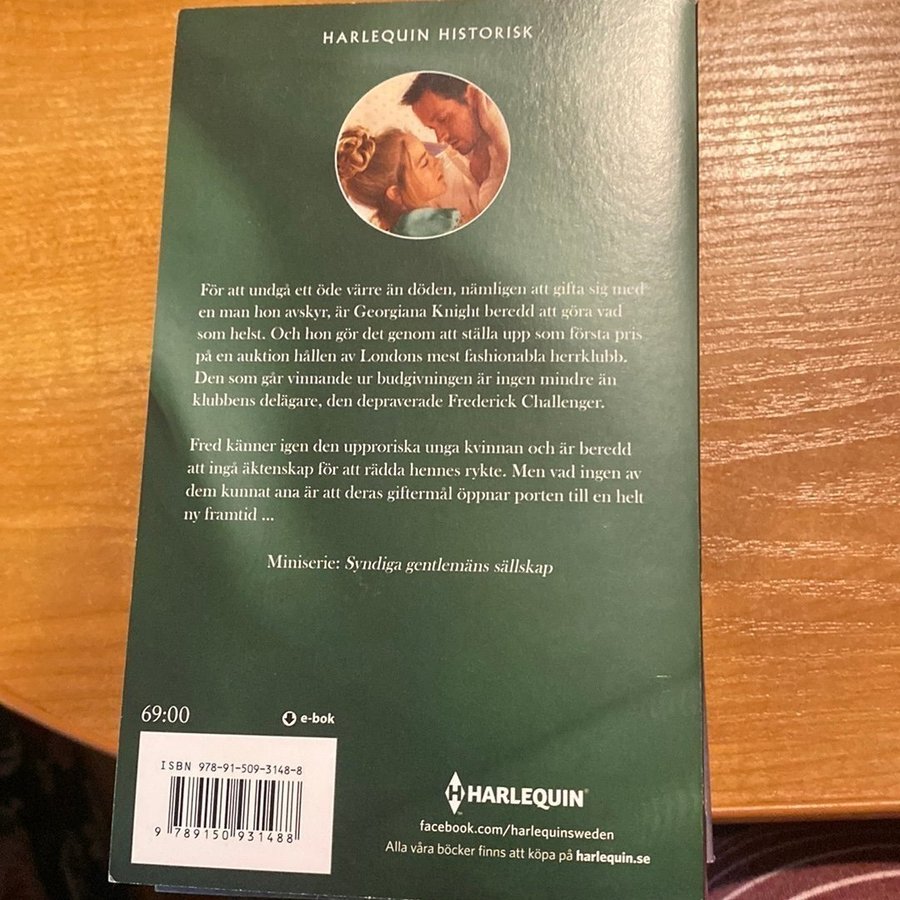 HARLEQUIN HISTORISK
För att undgå ett öde värre än döden, nämligen att gifta sig med
en man hon avskyr, är Georgiana Knight beredd att göra vad
som helst. Och hon gör det genom att ställa upp som första pris
på en auktion hållen av Londons mest fashionabla herrklubb.
Den som går vinnande ur budgivningen är ingen mindre än
klubbens delägare, den depraverade Frederick Challenger.
Fred känner igen den upproriska unga kvinnan och är beredd
att ingå äktenskap för att rädda hennes rykte. Men vad ingen av
dem kunnat ana är att deras giftermål öppnar porten till en helt
ny framtid ...
Miniserie: Syndiga gentlemäns sällskap
69:00
e-bok
ISBN 978-91-509-3148-8
9 789150 931488
H HARLEQUIN®
facebook.com/harlequinsweden
Alla våra böcker finns att köpa på harlequin.se